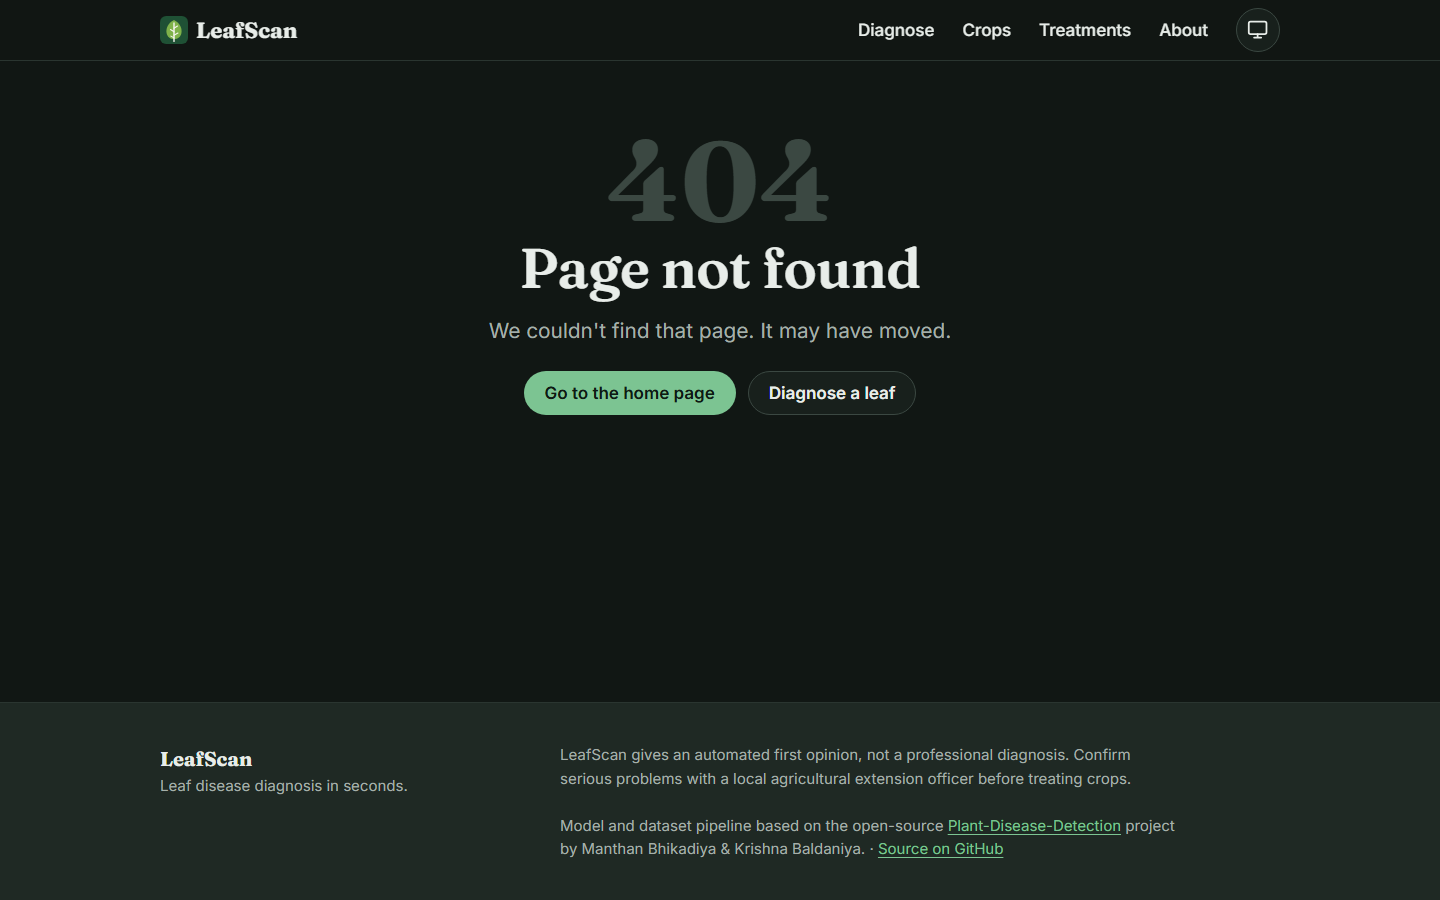 LeafScan
Diagnose
Crops
Treatments
About
404
Page not found
We couldn't find that page. It may have moved.
Go to the home page
Diagnose a leaf
LeafScan
Leaf disease diagnosis in seconds.
LeafScan gives an automated first opinion, not a professional diagnosis. Confirm
serious problems with a local agricultural extension officer before treating crops.
Model and dataset pipeline based on the open-source Plant-Disease-Detection project
by Manthan Bhikadiya & Krishna Baldaniya. · Source on GitHub